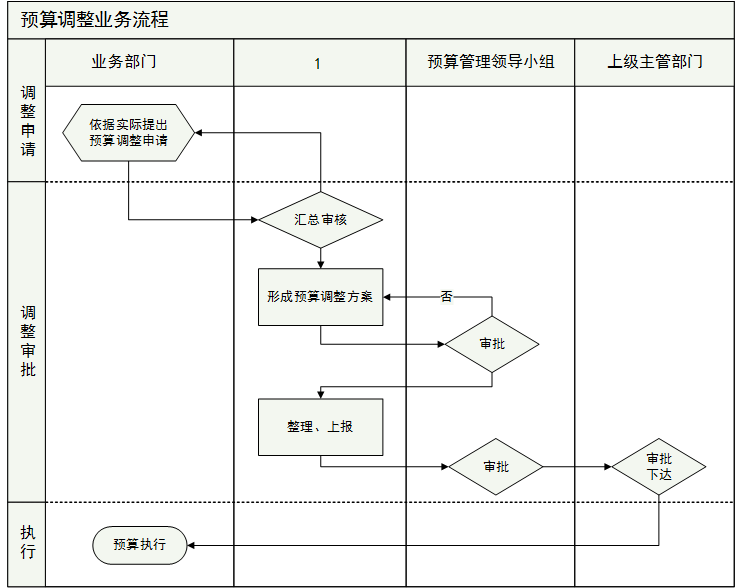 预算调整业务流程
业务部门
1
预算管理领导小组
上级主管部门
调
整
申
请
依据实际提出
预算调整申请
调
整
审
批
汇总审核
形成预算调整方案
否
审批
整理、上报
审批
审批
下达
执
行
预算执行